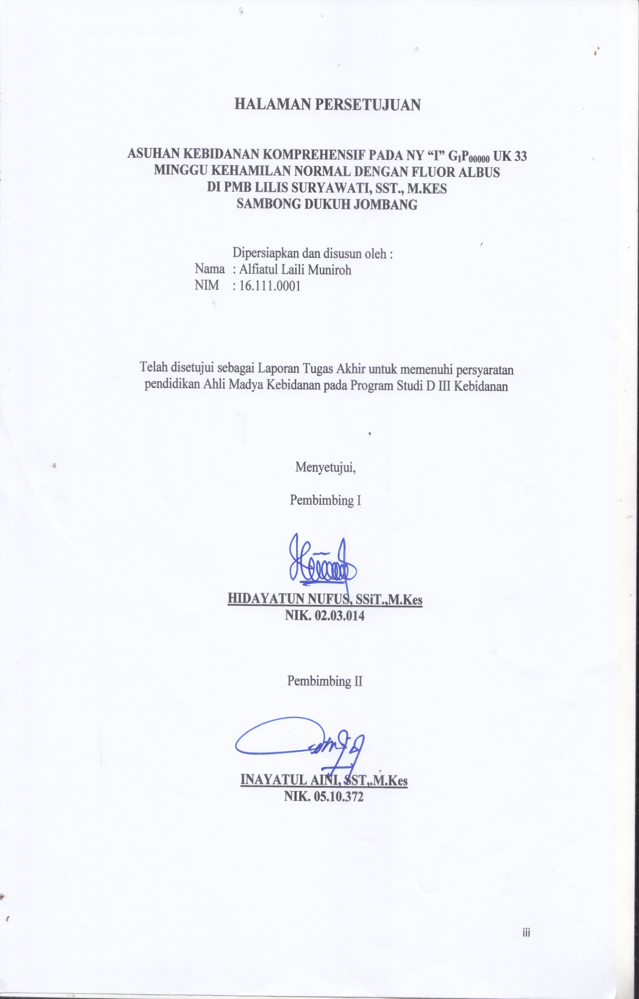 HALAMAN PERSETUJUAN
ASUHAN KEBIDANAN KOMPREHENSIF PADA NY “I” GIP00000 UK 33
MINGGU KEHAMILAN NORMAL DENGAN FLUOR ALBUS
DI PMB LILIS SURYAWATI, SST., M.KES
SAMBONG DUKUH JOMBANG
Dipersiapkan dan disusun oleh :
Nama : Alfiatul Laili Muniroh
NIM : 16.111.0001
Telah disetujui sebagai Laporan Tugas Akhir untuk memenuhi persyaratan
pendidikan Ahli Madya Kebidanan pada Program Studi D III Kebidanan
Menyetujui,
Pembimbing I
HIDAYATUN NUFUS, SSiT.,M.Kes
NIK. 02.03.014
Pembimbing II
INAYATUL AINI, SST,.M.Kes
NIK. 05.10.372
iii